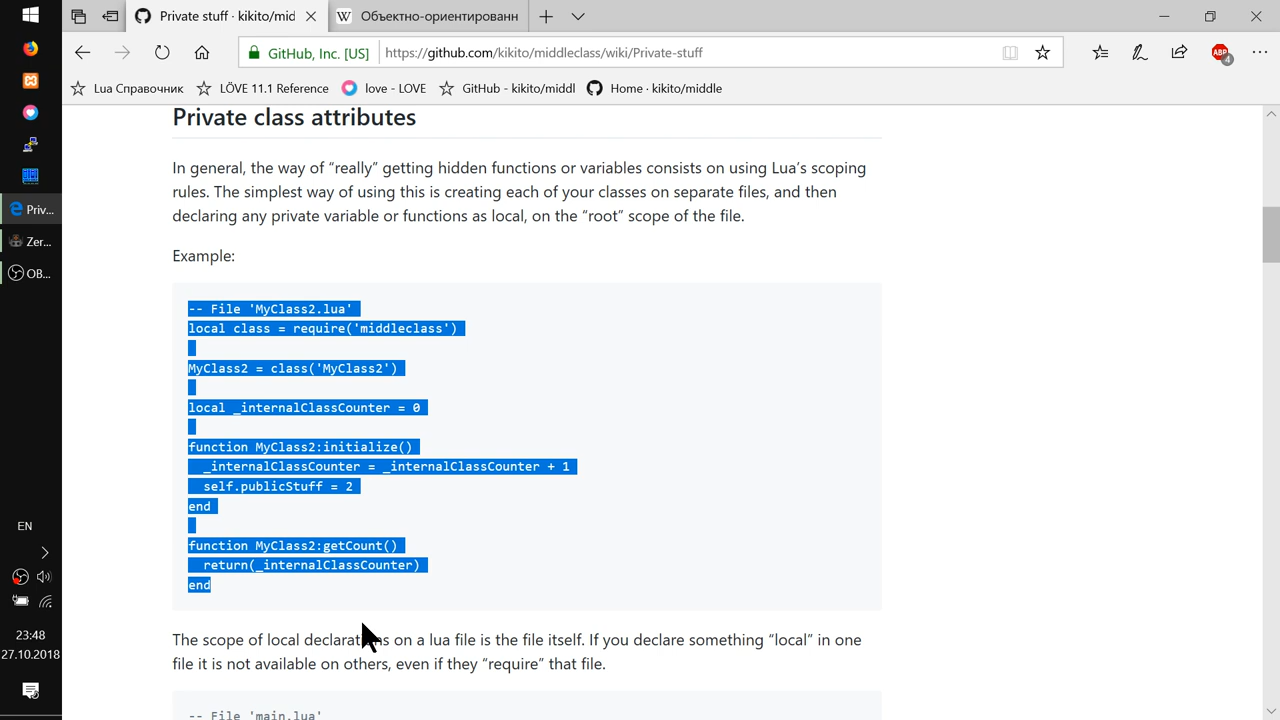 Private stuff · kikito/mid
Объектно-ориентированн
GitHub, Inc. [US]
https://github.com/kikito/middleclass/wiki/Private-stuff
ABP
4
Lua Справочник
LÖVE 11.1 Reference
love - LOVE
GitHub - kikito/middl
Home · kikito/middle
Priv...
Zer...
OB...
EN
23:48
27.10.2018
Private class attributes
In general, the way of “really” getting hidden functions or variables consists on using Lua’s scoping
rules. The simplest way of using this is creating each of your classes on separate files, and then
declaring any private variable or functions as local, on the “root” scope of the file.
Example:
-- File 'MyClass2.lua'
local class = require('middleclass')
MyClass2 = class('MyClass2')
local _internalClassCounter = 0
function MyClass2:initialize()
_internalClassCounter = _internalClassCounter + 1
self.publicStuff = 2
end
function MyClass2:getCount()
return(_internalClassCounter)
end
The scope of local declarations on a lua file is the file itself. If you declare something “local” in one
file it is not available on others, even if they “require” that file.
-- File 'main.lua'